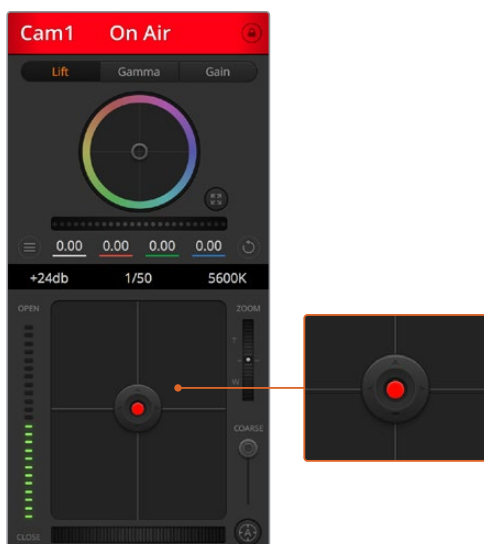 Cam1 On Air
Lift Gamma Gain
0.00 0.00 0.00 0.00
+24db 1/50 5600K
OPEN ZOOM
T
W
COARSE
CLOSE A